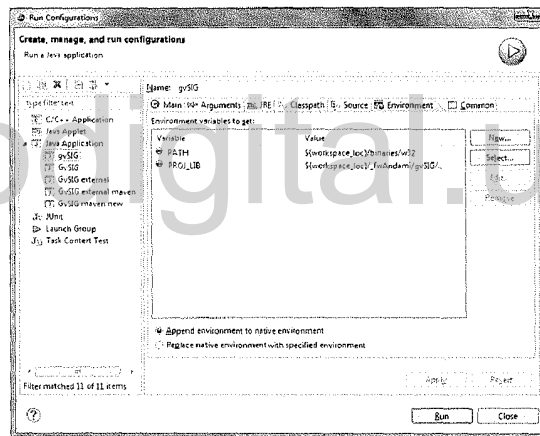 Run Configurations
Create, manage, and run configurations
Run a Java application
type filter text
C/C++ Application
Java Applet
Java Application
gvSIG
GvSIG
GvSIG external
GvSIG external maven
GvSIG maven new
JUnit
Launch Group
Task Context Test
Filter matched 11 of 11 items
Name: gvSIG
Main
Arguments
JRE
Classpath
Source
Environment
Common
Environment variables to set:
Variable Value
PATH ${workspace_loc}/binaries/w32
PROJ_LIB ${workspace_loc}/_fwAndami/gvSIG/..
New...
Select...
Edit...
Remove
Append environment to native environment
Replace native environment with specified environment
Apply Revert
Run Close
odigital.u